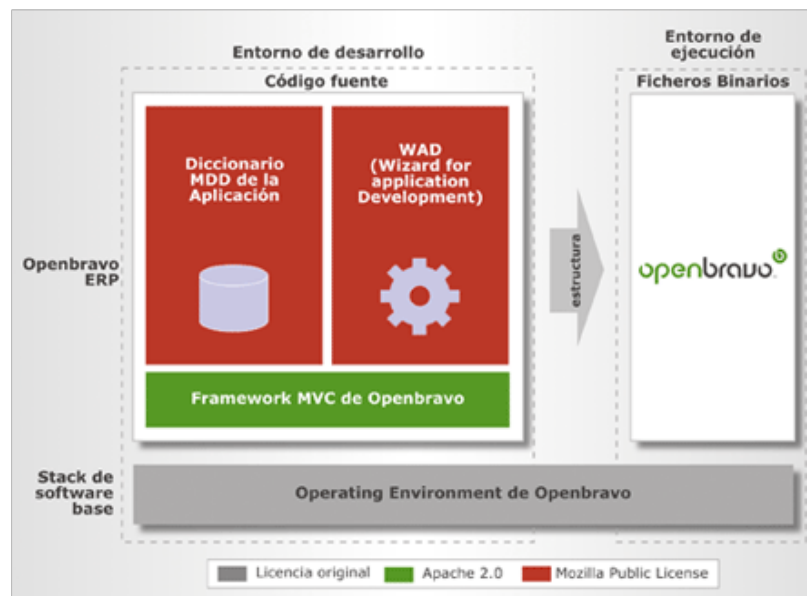 Entorno de desarrollo
Entorno de
ejecución
Código fuente
Ficheros Binarios
Diccionario
MDD de la
Aplicación
WAD
(Wizard for
application
Development)
Openbravo
ERP
estructura
openbravo
Framework MVC de Openbravo
Stack de
software
base
Operating Environment de Openbravo
Licencia original
Apache 2.0
Mozilla Public License